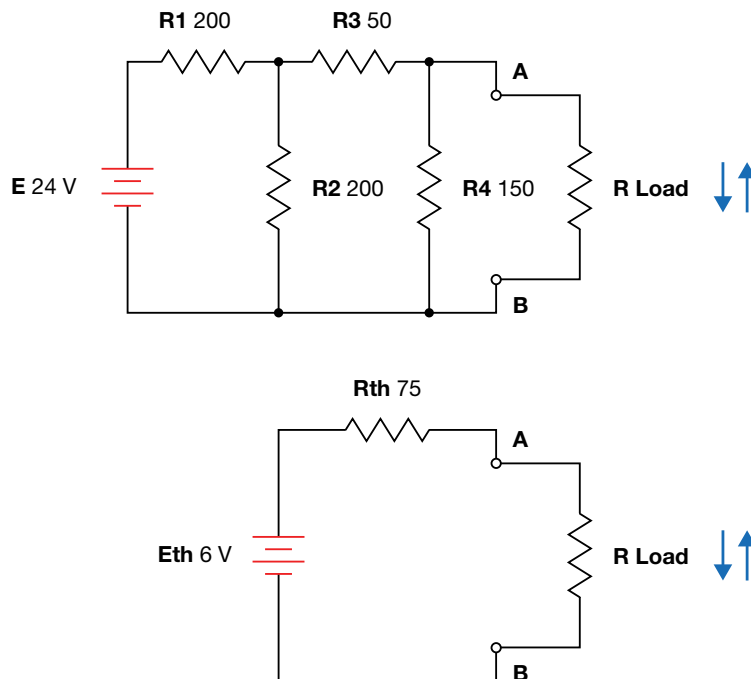 R1 200
R3 50
A
E 24 V
R2 200
R4 150
R Load
B
Rth 75
A
Eth 6 V
R Load
B